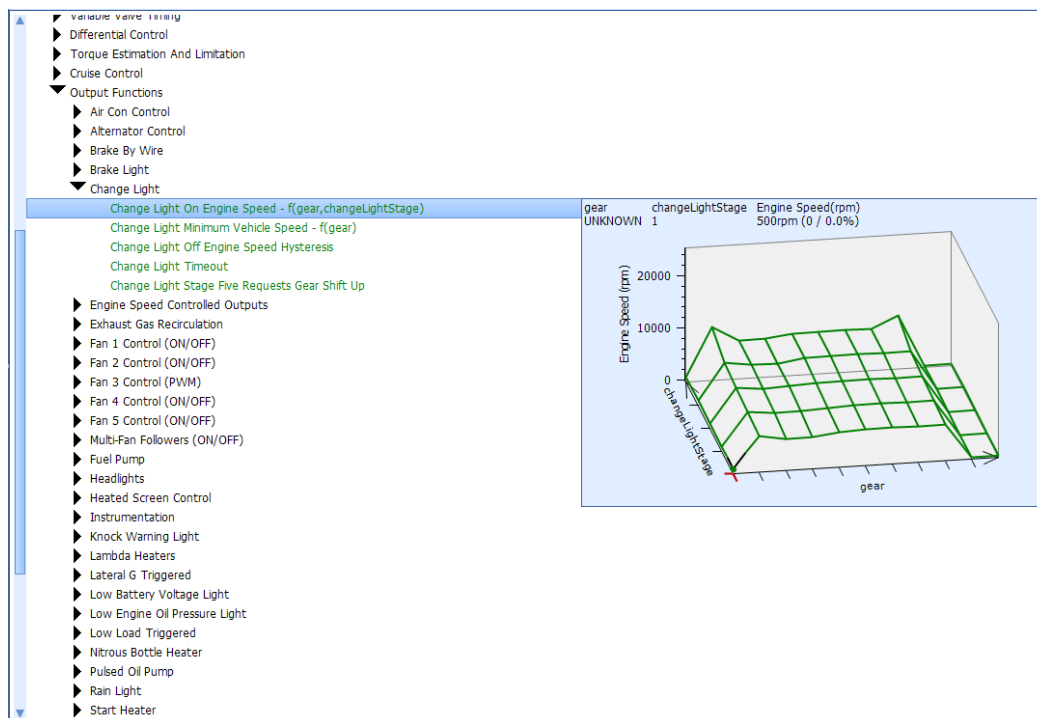 Variable Valve Timing
Differential Control
Torque Estimation And Limitation
Cruise Control
Output Functions
Air Con Control
Alternator Control
Brake By Wire
Brake Light
Change Light
Change Light On Engine Speed - f(gear,changeLightStage)
Change Light Minimum Vehicle Speed - f(gear)
Change Light Off Engine Speed Hysteresis
Change Light Timeout
Change Light Stage Five Requests Gear Shift Up
Engine Speed Controlled Outputs
Exhaust Gas Recirculation
Fan 1 Control (ON/OFF)
Fan 2 Control (ON/OFF)
Fan 3 Control (PWM)
Fan 4 Control (ON/OFF)
Fan 5 Control (ON/OFF)
Multi-Fan Followers (ON/OFF)
Fuel Pump
Headlights
Heated Screen Control
Instrumentation
Knock Warning Light
Lambda Heaters
Lateral G Triggered
Low Battery Voltage Light
Low Engine Oil Pressure Light
Low Load Triggered
Nitrous Bottle Heater
Pulsed Oil Pump
Rain Light
Start Heater
gear changeLightStage Engine Speed(rpm)
UNKNOWN 1 500rpm (0 / 0.0%)
Engine Speed (rpm)
20000
10000
0
changeLightStage
gear